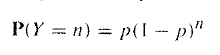 P(Y = n) = p(1 − p)ⁿ